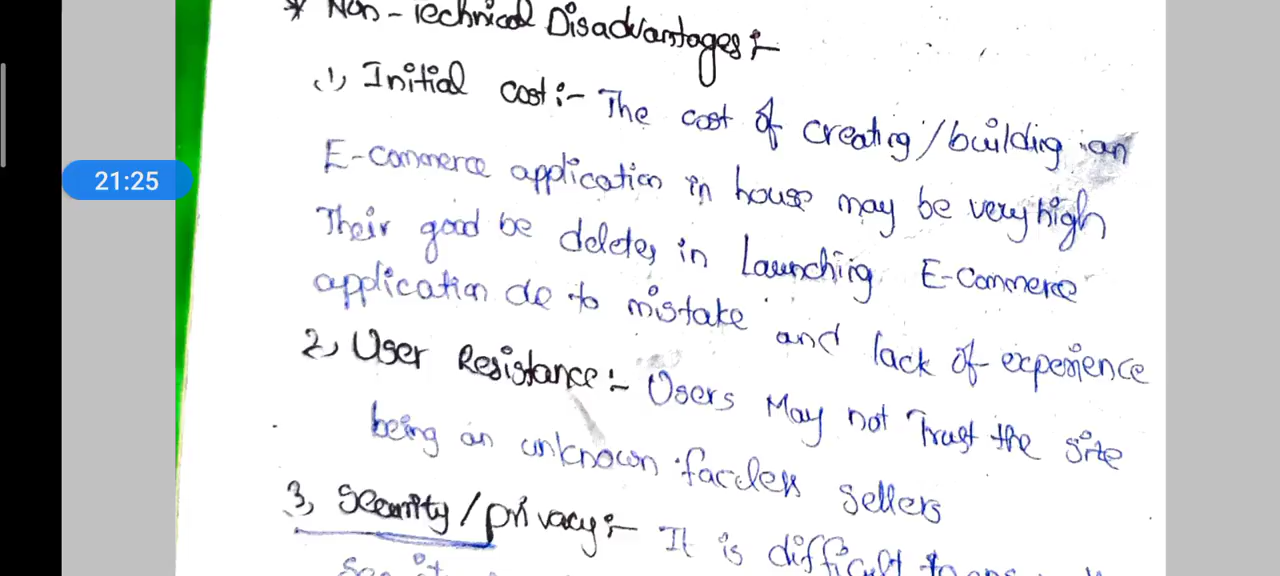 * Non-Technical Disadvantages :-
(1) Initial cost :- The cost of creating/building an
E-commerce application in house may be very high
21:25
Their good be deletes in Launching E-Commerce
application de to mistake and lack of experience
2, User Resistance :- Users May not Trust the site
being an unknown faceless sellers
3, Security/privacy :- It is difficult to